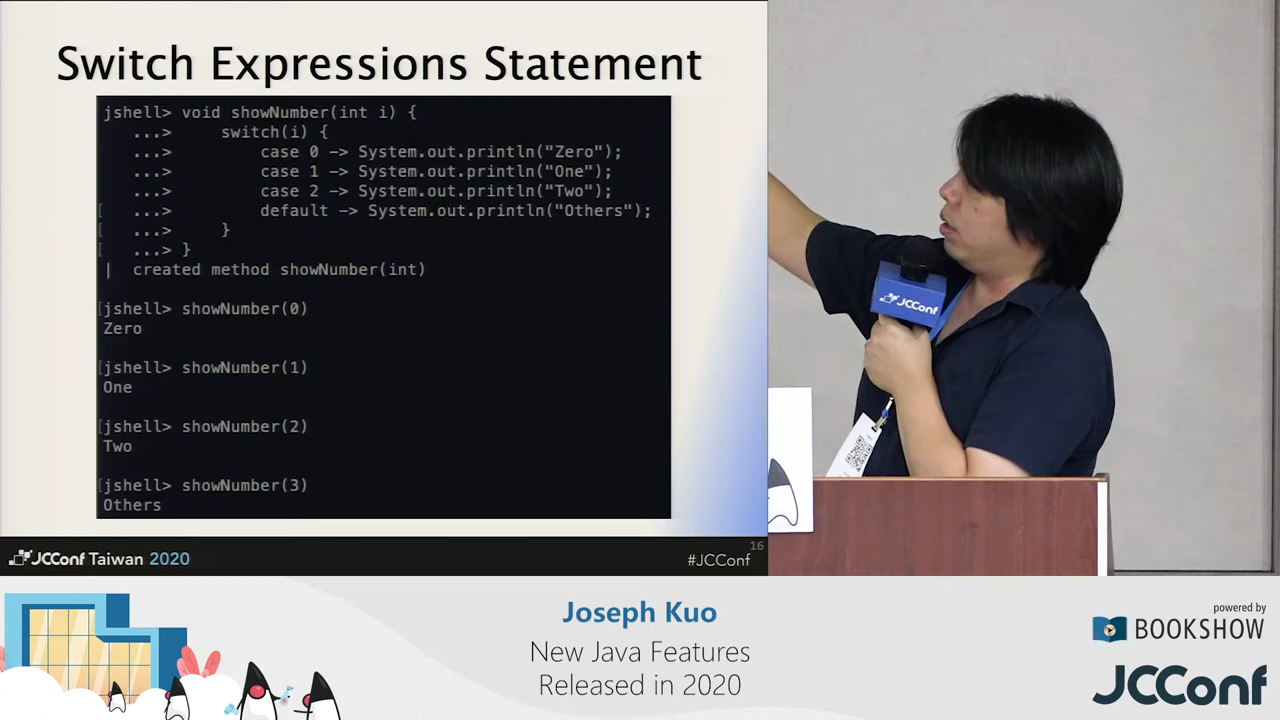 Switch Expressions Statement
jshell> void showNumber(int i) {
...> switch(i) {
...> case 0 -> System.out.println("Zero");
...> case 1 -> System.out.println("One");
...> case 2 -> System.out.println("Two");
[ ...> default -> System.out.println("Others");
[ ...> }
[ ...> }
| created method showNumber(int)
[jshell> showNumber(0)
Zero
[jshell> showNumber(1)
One
[jshell> showNumber(2)
Two
[jshell> showNumber(3)
Others
16
JCConf Taiwan 2020
#JCConf
JCConf
Joseph Kuo
New Java Features
Released in 2020
powered by
BOOKSHOW
JCConf